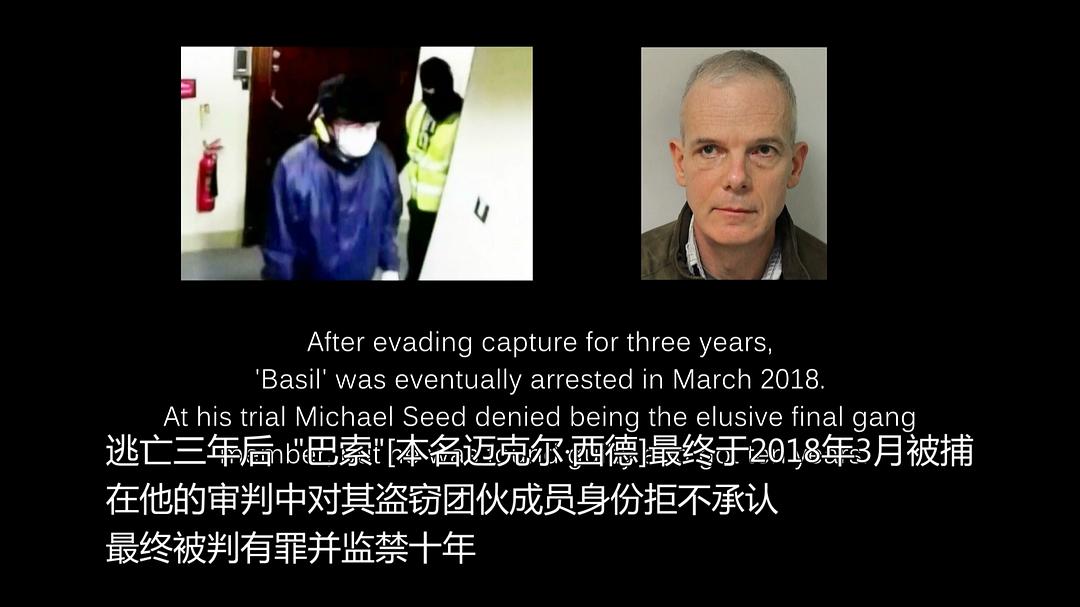 After evading capture for three years,
'Basil' was eventually arrested in March 2018.
At his trial Michael Seed denied being the elusive final gang
member got ten years
逃亡三年后 "巴索"[本名迈克尔·西德]最终于2018年3月被捕
在他的审判中对其盗窃团伙成员身份拒不承认
最终被判有罪并监禁十年